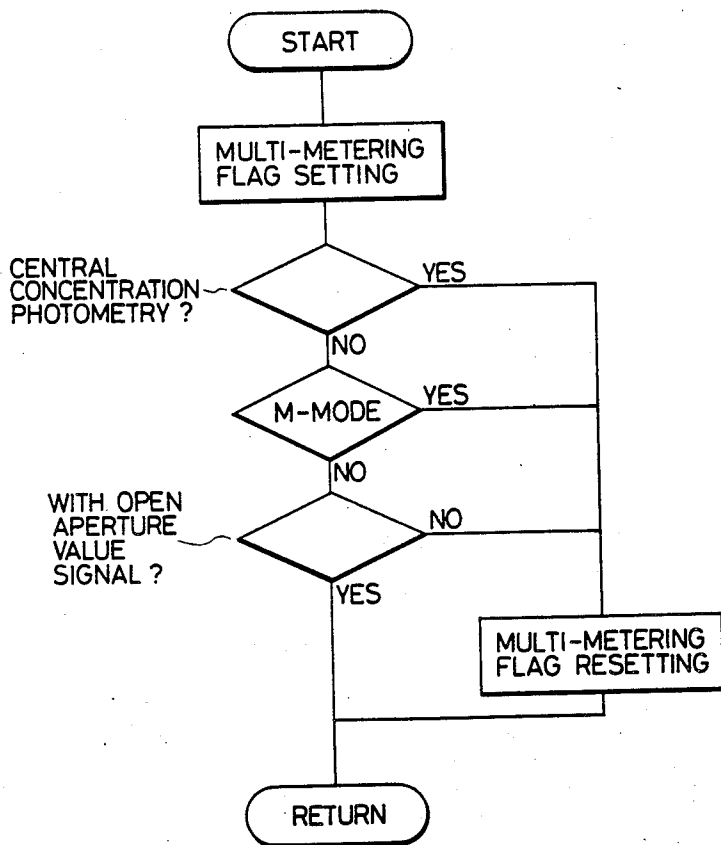 START
MULTI-METERING
FLAG SETTING
CENTRAL
CONCENTRATION
PHOTOMETRY ?
YES
NO
M-MODE
YES
NO
WITH OPEN
APERTURE
VALUE
SIGNAL ?
NO
YES
MULTI-METERING
FLAG RESETTING
RETURN